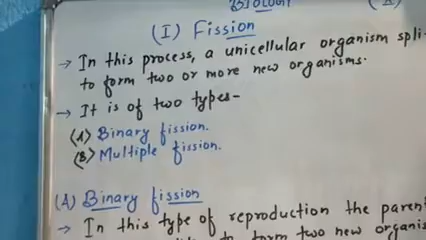 Biology
(I) Fission
→ In this process, a unicellular organism spli
to form two or more new organisms.
→ It is of two types-
(A) Binary fission.
(B) Multiple fission.
(A) Binary fission
→ In this type of reproduction the paren
to form two new organis